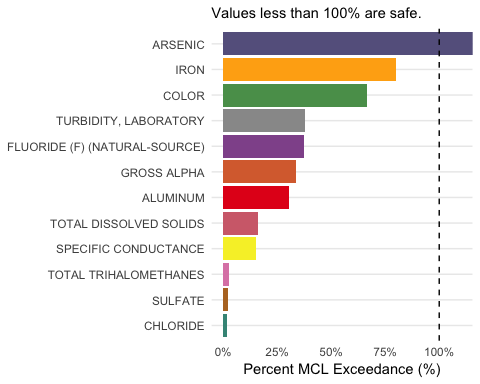 Values less than 100% are safe.
ARSENIC
IRON
COLOR
TURBIDITY, LABORATORY
FLUORIDE (F) (NATURAL-SOURCE)
GROSS ALPHA
ALUMINUM
TOTAL DISSOLVED SOLIDS
SPECIFIC CONDUCTANCE
TOTAL TRIHALOMETHANES
SULFATE
CHLORIDE
0% 25% 50% 75% 100%
Percent MCL Exceedance (%)